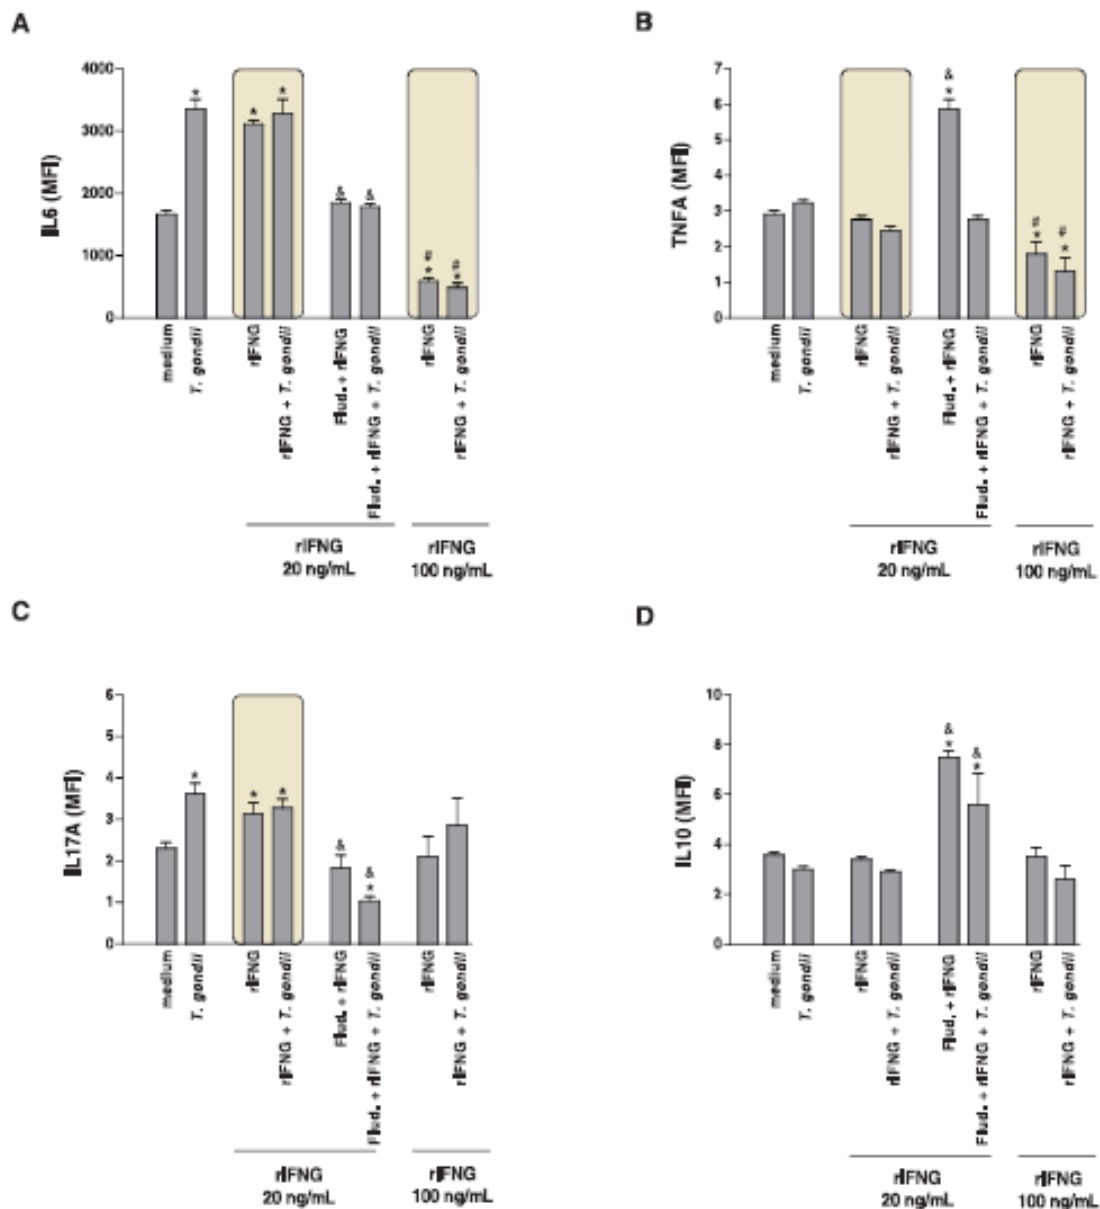 A
IL6 (MFI)
4000
3000
2000
1000
0
*
*
*
&
&
#
*
#
*
medium
T. gondii
rIFNG
rIFNG + T. gondii
Flud. + rIFNG
Flud. + rIFNG + T. gondii
rIFNG
rIFNG + T. gondii
rIFNG
20 ng/mL
rIFNG
100 ng/mL
B
TNFA (MFI)
7
6
5
4
3
2
1
0
&
*
#
*
#
*
medium
T. gondii
rIFNG
rIFNG + T. gondii
Flud. + rIFNG
Flud. + rIFNG + T. gondii
rIFNG
rIFNG + T. gondii
rIFNG
20 ng/mL
rIFNG
100 ng/mL
C
IL17A (MFI)
6
5
4
3
2
1
0
*
*
*
&
&
*
medium
T. gondii
rIFNG
rIFNG + T. gondii
Flud. + rIFNG
Flud. + rIFNG + T. gondii
rIFNG
rIFNG + T. gondii
rIFNG
20 ng/mL
rIFNG
100 ng/mL
D
IL10 (MFI)
10
8
6
4
2
0
&
*
&
*
medium
T. gondii
rIFNG
rIFNG + T. gondii
Flud. + rIFNG
Flud. + rIFNG + T. gondii
rIFNG
rIFNG + T. gondii
rIFNG
20 ng/mL
rIFNG
100 ng/mL